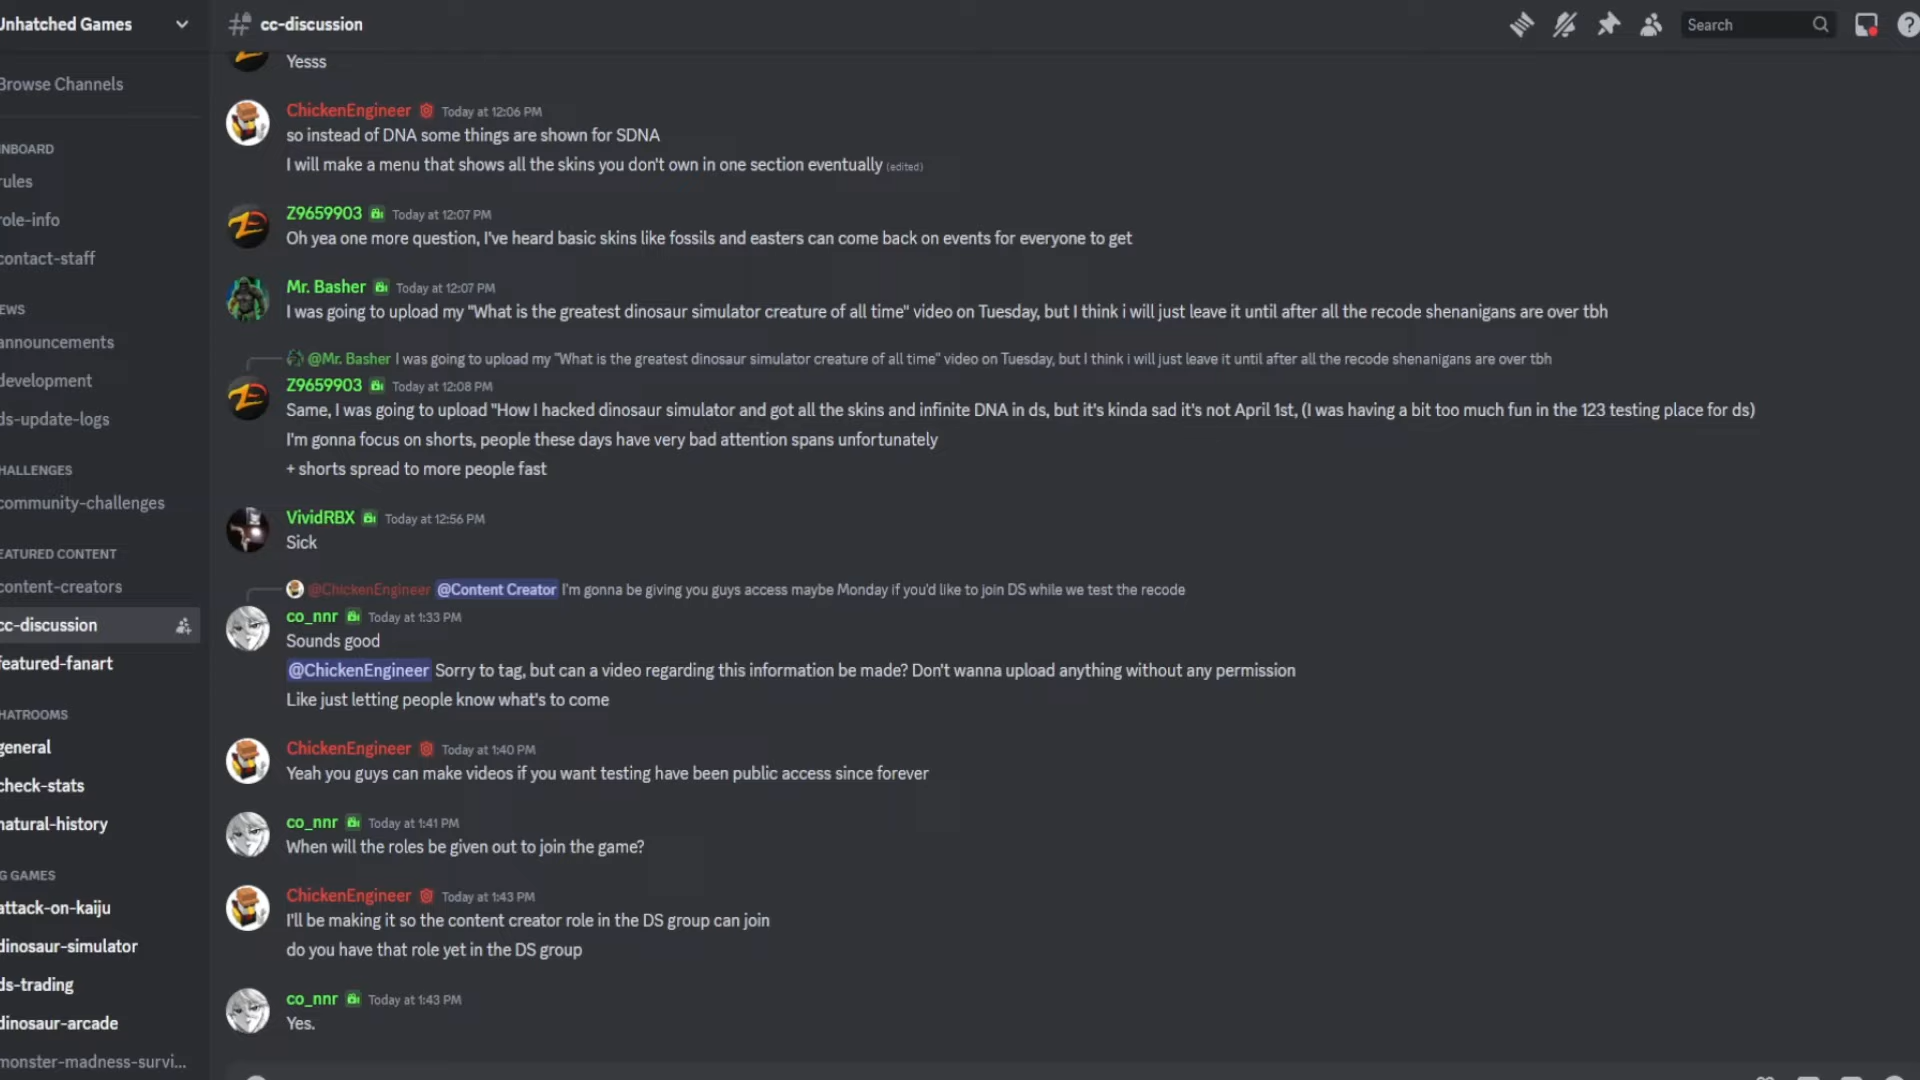 Unhatched Games
cc-discussion
Search
Browse Channels
INBOARD
rules
role-info
contact-staff
EWS
announcements
development
ds-update-logs
HALLENGES
community-challenges
EATURED CONTENT
content-creators
cc-discussion
featured-fanart
HATROOMS
general
check-stats
natural-history
G GAMES
attack-on-kaiju
dinosaur-simulator
ds-trading
dinosaur-arcade
monster-madness-survi...
Yesss
ChickenEngineer Today at 12:06 PM
so instead of DNA some things are shown for SDNA
I will make a menu that shows all the skins you don't own in one section eventually (edited)
Z9659903 Today at 12:07 PM
Oh yea one more question, I've heard basic skins like fossils and easters can come back on events for everyone to get
Mr. Basher Today at 12:07 PM
I was going to upload my "What is the greatest dinosaur simulator creature of all time" video on Tuesday, but I think i will just leave it until after all the recode shenanigans are over tbh
@Mr. Basher I was going to upload my "What is the greatest dinosaur simulator creature of all time" video on Tuesday, but I think i will just leave it until after all the recode shenanigans are over tbh
Z9659903 Today at 12:08 PM
Same, I was going to upload "How I hacked dinosaur simulator and got all the skins and infinite DNA in ds, but it's kinda sad it's not April 1st, (I was having a bit too much fun in the 123 testing place for ds)
I'm gonna focus on shorts, people these days have very bad attention spans unfortunately
+ shorts spread to more people fast
VividRBX Today at 12:56 PM
Sick
@ChickenEngineer @Content Creator I'm gonna be giving you guys access maybe Monday if you'd like to join DS while we test the recode
co_nnr Today at 1:33 PM
Sounds good
@ChickenEngineer Sorry to tag, but can a video regarding this information be made? Don't wanna upload anything without any permission
Like just letting people know what's to come
ChickenEngineer Today at 1:40 PM
Yeah you guys can make videos if you want testing have been public access since forever
co_nnr Today at 1:41 PM
When will the roles be given out to join the game?
ChickenEngineer Today at 1:43 PM
I'll be making it so the content creator role in the DS group can join
do you have that role yet in the DS group
co_nnr Today at 1:43 PM
Yes.